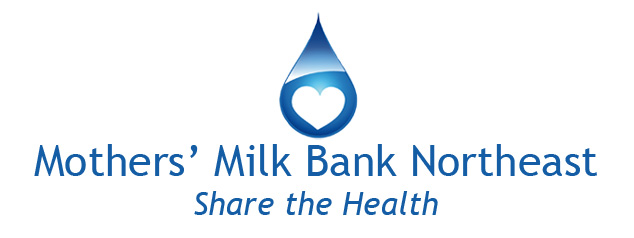 Mothers’ Milk Bank Northeast
Share the Health